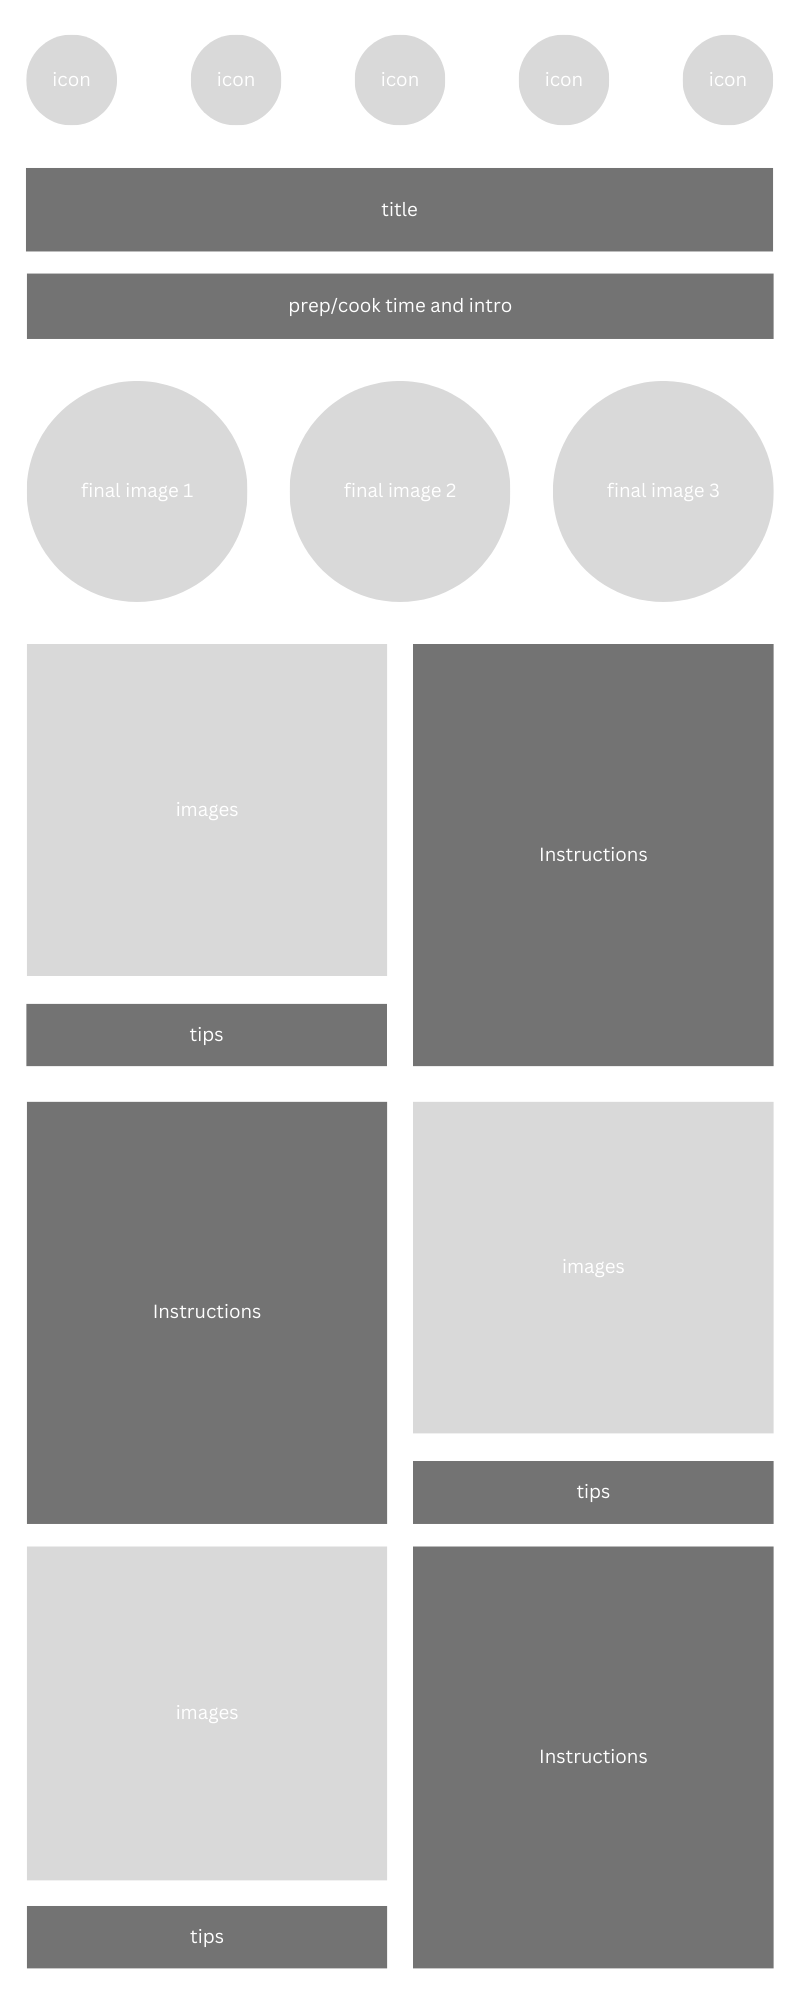 icon
icon
icon
icon
icon
title
prep/cook time and intro
final image 1
final image 2
final image 3
images
Instructions
tips
Instructions
images
tips
images
Instructions
tips